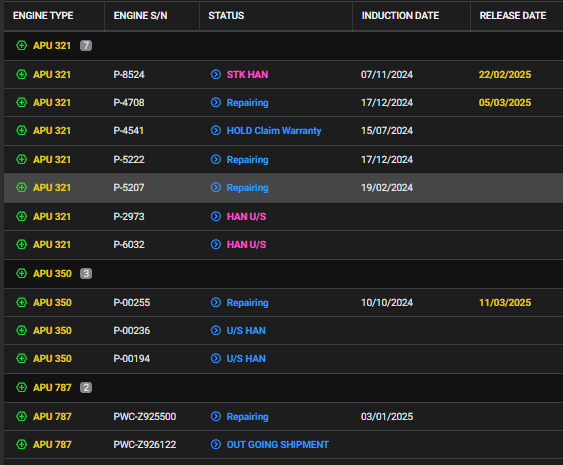 ENGINE TYPE ENGINE S/N STATUS INDUCTION DATE RELEASE DATE
APU 321 7
APU 321 P-8524 STK HAN 07/11/2024 22/02/2025
APU 321 P-4708 Repairing 17/12/2024 05/03/2025
APU 321 P-4541 HOLD Claim Warranty 15/07/2024
APU 321 P-5222 Repairing 17/12/2024
APU 321 P-5207 Repairing 19/02/2024
APU 321 P-2973 HAN U/S
APU 321 P-6032 HAN U/S
APU 350 3
APU 350 P-00255 Repairing 10/10/2024 11/03/2025
APU 350 P-00236 U/S HAN
APU 350 P-00194 U/S HAN
APU 787 2
APU 787 PWC-Z925500 Repairing 03/01/2025
APU 787 PWC-Z926122 OUT GOING SHIPMENT